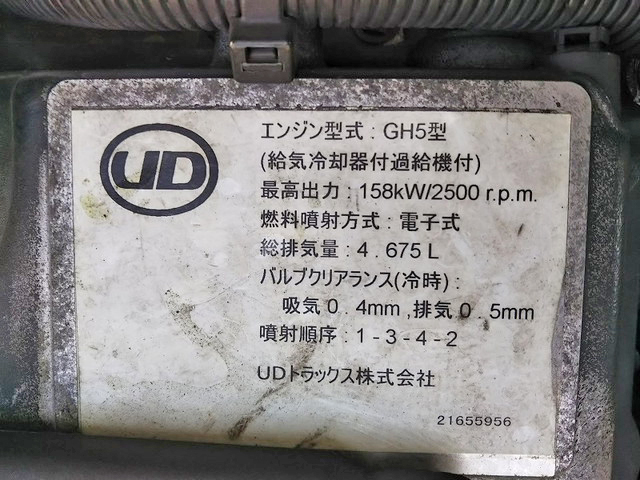 UD
エンジン型式 : GH5型
(給気冷却器付過給機付)
最高出力 : 158kW/2500 r.p.m.
燃料噴射方式 : 電子式
総排気量 : 4.675 L
バルブクリアランス(冷時) :
吸気 0.4mm ,排気 0.5mm
噴射順序 : 1 - 3 - 4 - 2
UDトラックス株式会社
21655956